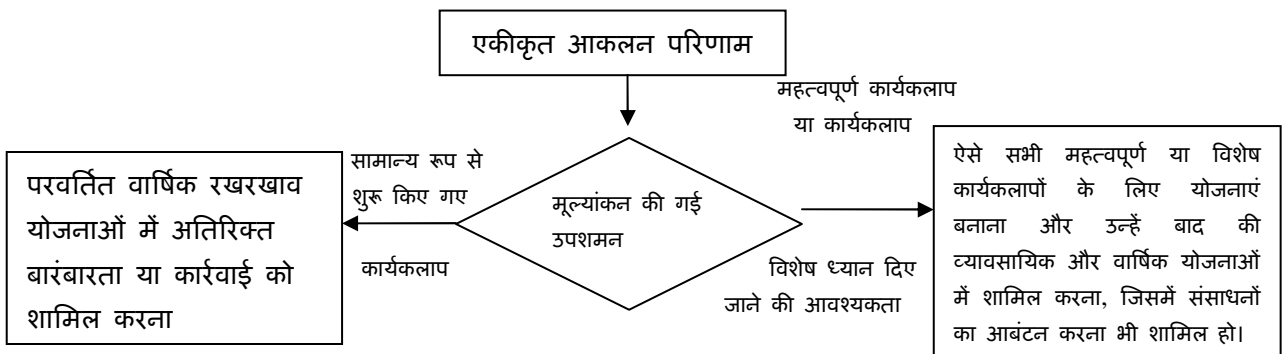 एकीकृत आकलन परिणाम
महत्वपूर्ण कार्यकलाप
या कार्यकलाप
सामान्य रूप से
शुरू किए गए
कार्यकलाप
परवर्तित वार्षिक रखरखाव
योजनाओं में अतिरिक्त
बारंबारता या कार्रवाई को
शामिल करना
मूल्यांकन की गई
उपशमन
विशेष ध्यान दिए
जाने की आवश्यकता
ऐसे सभी महत्वपूर्ण या विशेष
कार्यकलापों के लिए योजनाएं
बनाना और उन्हें बाद की
व्यावसायिक और वार्षिक योजनाओं
में शामिल करना, जिसमें संसाधनों
का आबंटन करना भी शामिल हो।